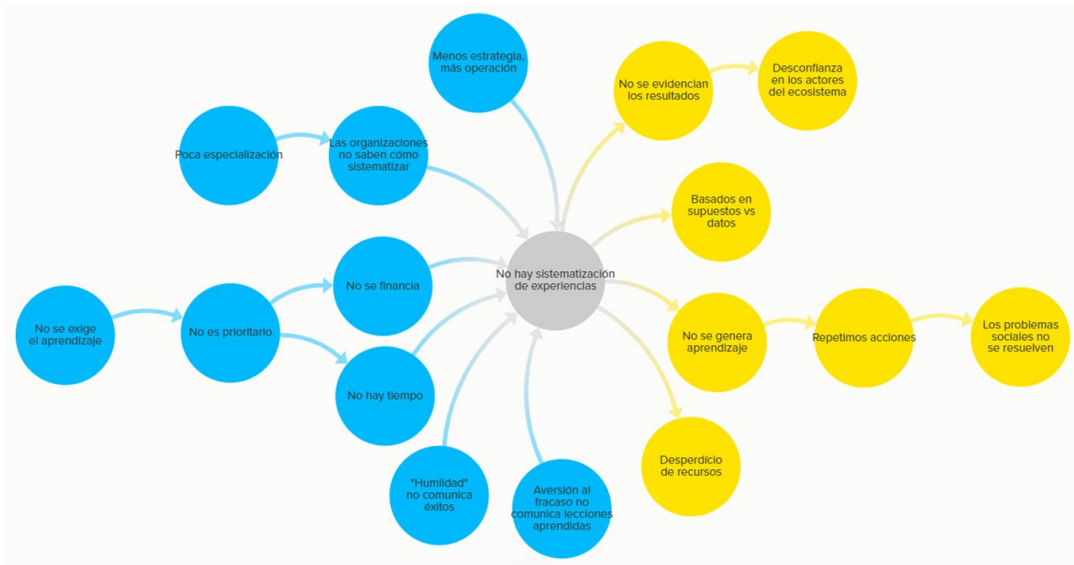 Menos estrategia,
más operación
No se evidencian
los resultados
Desconfianza
en los actores
del ecosistema
Poca especialización
Las organizaciones
no saben cómo
sistematizar
Basados en
supuestos vs
datos
No hay sistematización
de experiencias
No se financia
No se exige
el aprendizaje
No es prioritario
No hay tiempo
No se genera
aprendizaje
Repetimos acciones
Los problemas
sociales no
se resuelven
Desperdicio
de recursos
"Humildad"
no comunica
éxitos
Aversión al
fracaso no
comunica lecciones
aprendidas